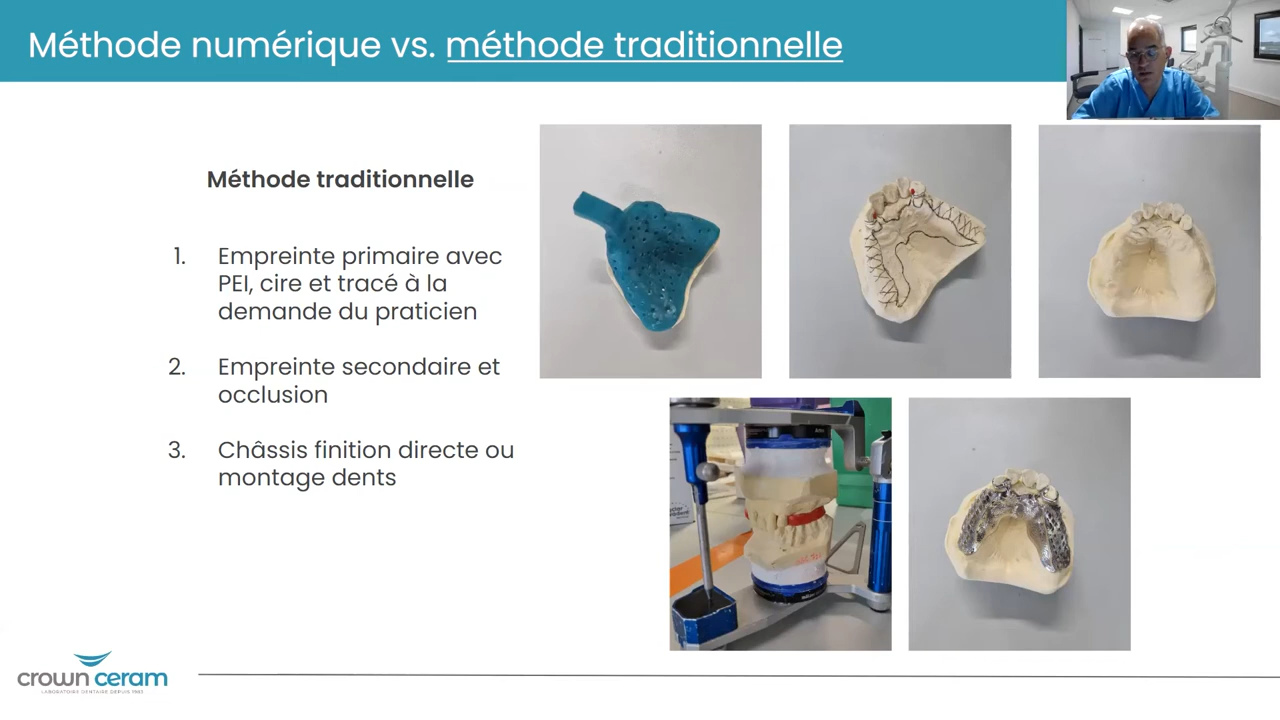 Méthode numérique vs. méthode traditionnelle
Méthode traditionnelle
1. Empreinte primaire avec
PEI, cire et tracé à la
demande du praticien
2. Empreinte secondaire et
occlusion
3. Châssis finition directe ou
montage dents
crown ceram
LABORATOIRE DENTAIRE DEPUIS 1983